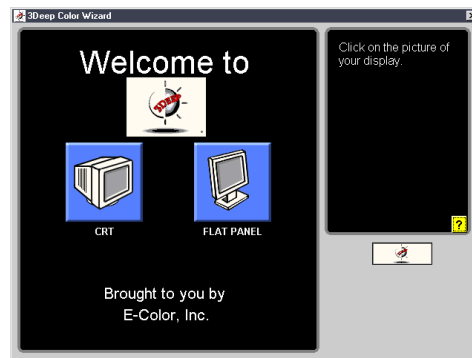 3Deep Color Wizard
Welcome to
3DEEP
CRT
FLAT PANEL
Brought to you by
E-Color, Inc.
Click on the picture of
your display.
?